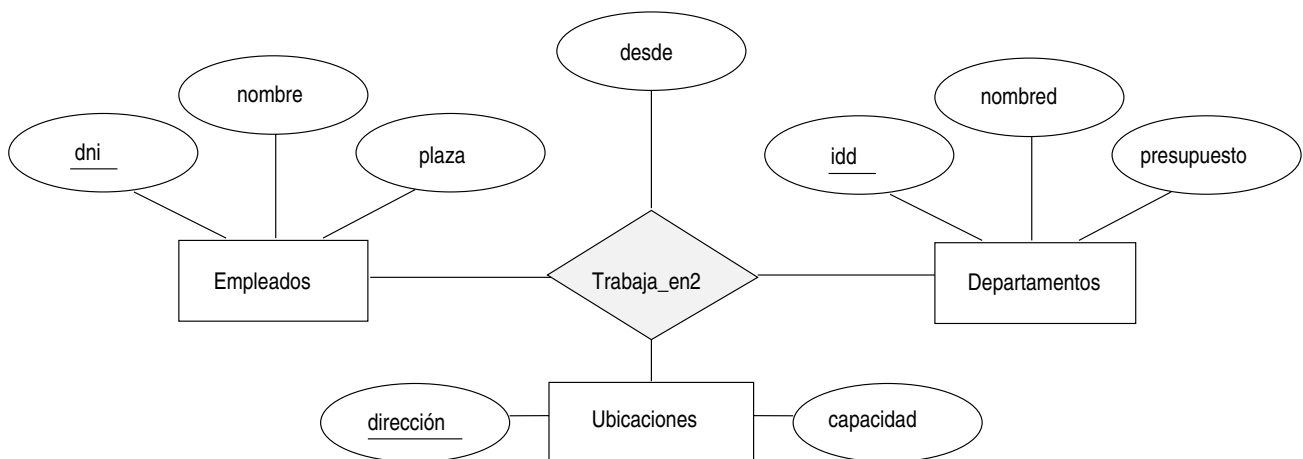 desde
nombre
nombred
dni
plaza
idd
presupuesto
Empleados
Trabaja_en2
Departamentos
dirección
Ubicaciones
capacidad